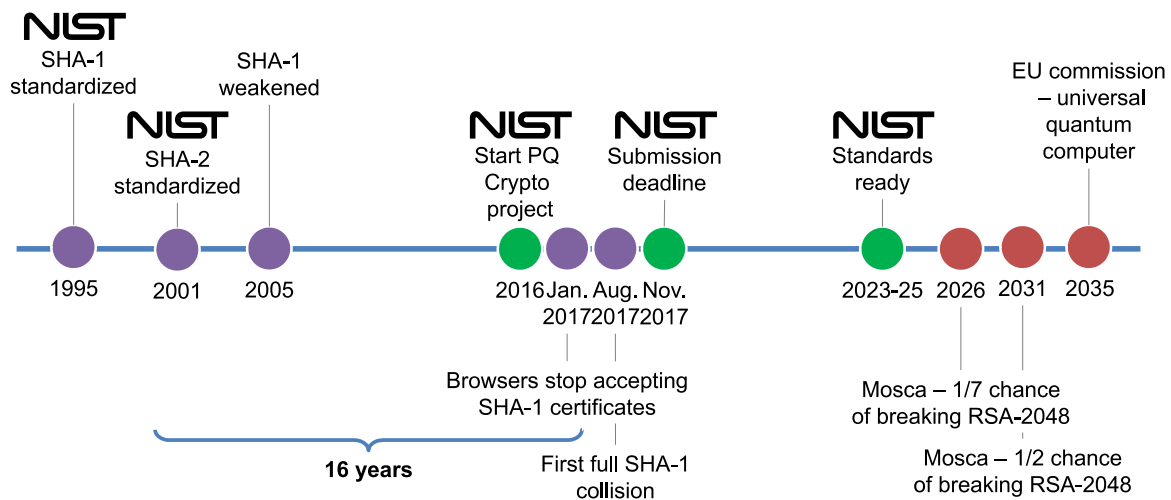 NIST
SHA-1
standardized
NIST
SHA-2
standardized
SHA-1
weakened
NIST
Start PQ
Crypto
project
NIST
Submission
deadline
NIST
Standards
ready
EU commission
– universal
quantum
computer
1995
2001
2005
2016
Jan.
2017
Aug.
2017
Nov.
2017
2023-25
2026
2031
2035
Browsers stop accepting
SHA-1 certificates
16 years
First full SHA-1
collision
Mosca – 1/7 chance
of breaking RSA-2048
Mosca – 1/2 chance
of breaking RSA-2048